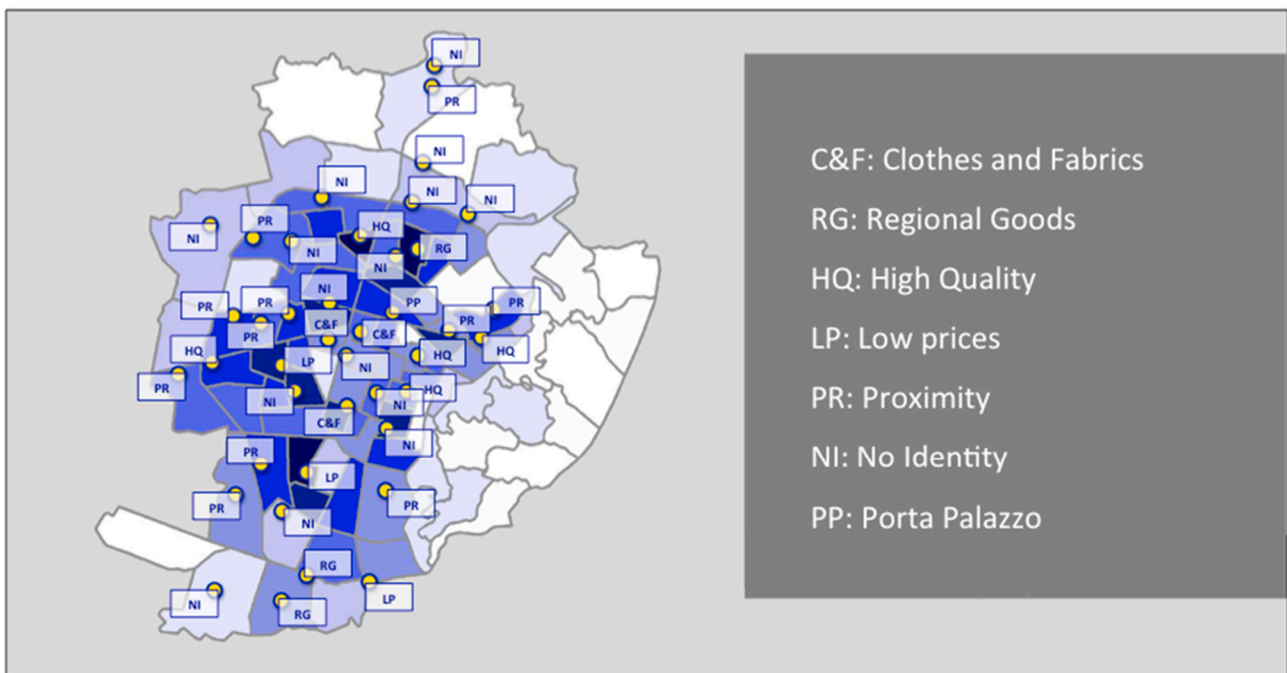 NI
PR
NI
NI
NI
NI
PR
HQ
NI
NI
RG
NI
NI
PR
PR
PP
PR
PR
C&F
C&F
PR
HQ
LP
NI
HQ
HQ
PR
NI
HQ
NI
C&F
NI
PR
LP
PR
PR
NI
RG
NI
RG
LP
C&F: Clothes and Fabrics
RG: Regional Goods
HQ: High Quality
LP: Low prices
PR: Proximity
NI: No Identity
PP: Porta Palazzo